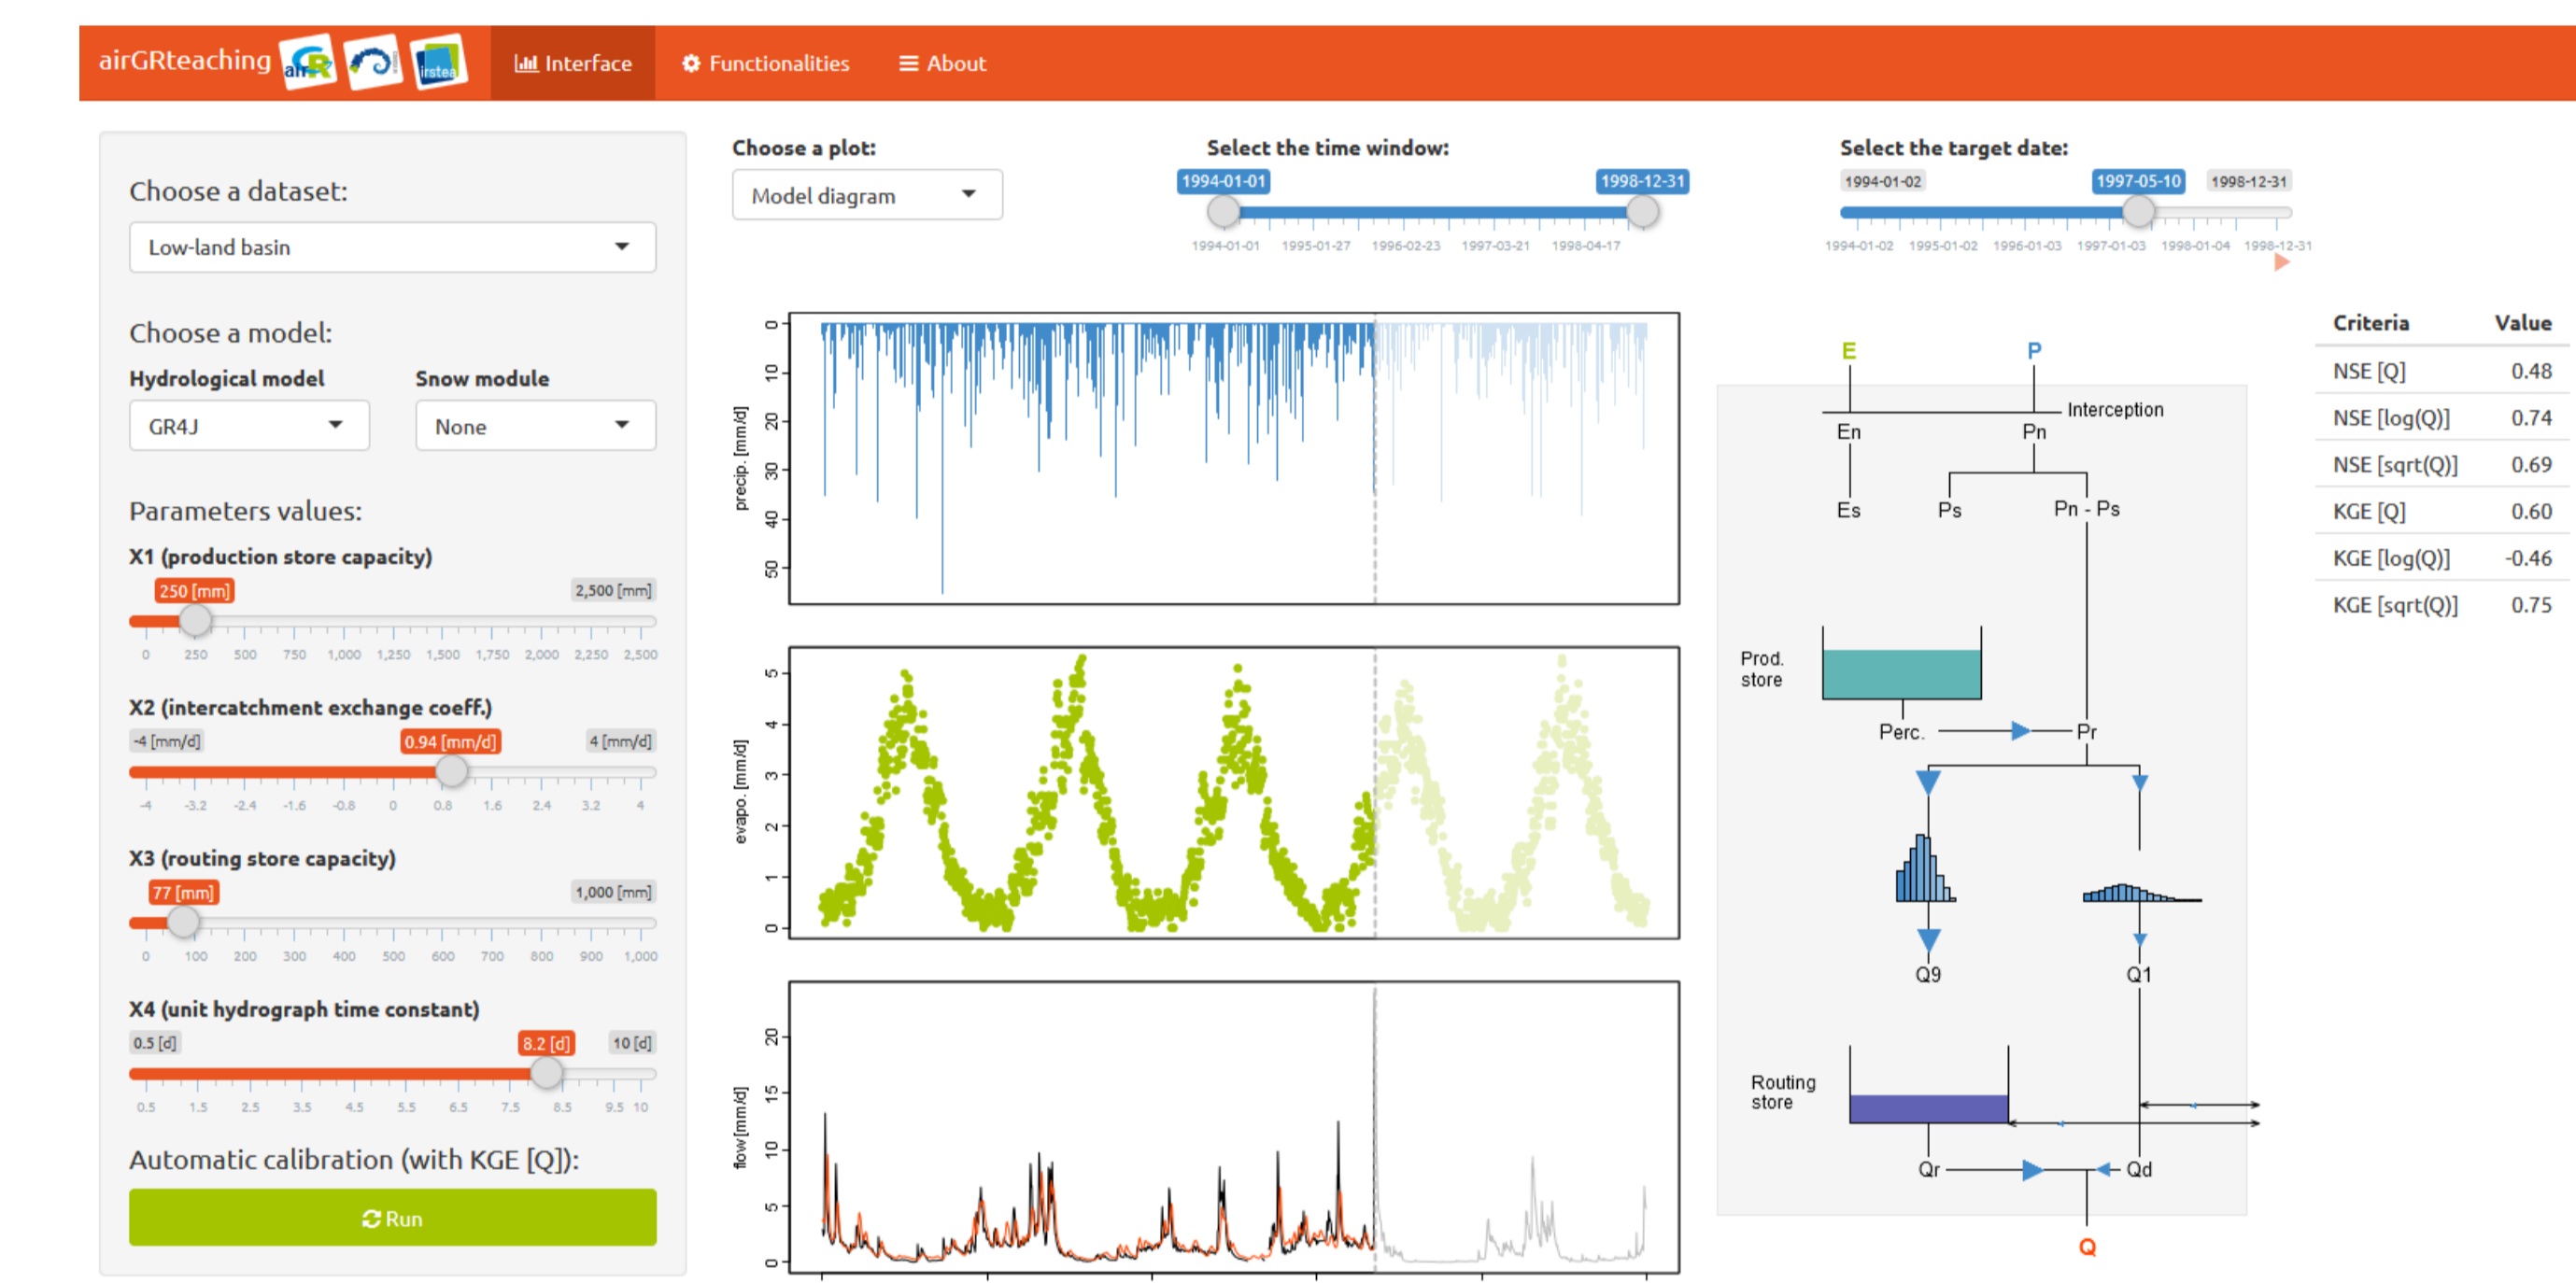 airGRteaching airGR irstea Interface Functionalities About
Choose a dataset:
Low-land basin
Choose a model:
Hydrological model Snow module
GR4J None
Parameters values:
X1 (production store capacity)
250 [mm] 2,500 [mm]
0 250 500 750 1,000 1,250 1,500 1,750 2,000 2,250 2,500
X2 (intercatchment exchange coeff.)
-4 [mm/d] 0.94 [mm/d] 4 [mm/d]
-4 -3.2 -2.4 -1.6 -0.8 0 0.8 1.6 2.4 3.2 4
X3 (routing store capacity)
77 [mm] 1,000 [mm]
0 100 200 300 400 500 600 700 800 900 1,000
X4 (unit hydrograph time constant)
0.5 [d] 8.2 [d] 10 [d]
0.5 1.5 2.5 3.5 4.5 5.5 6.5 7.5 8.5 9.5 10
Automatic calibration (with KGE [Q]):
Run
Choose a plot:
Model diagram
Select the time window:
1994-01-01 1998-12-31
1994-01-01 1995-01-27 1996-02-23 1997-03-21 1998-04-17
Select the target date:
1994-01-02 1997-05-10 1998-12-31
1994-01-02 1995-01-02 1996-01-03 1997-01-03 1998-01-04 1998-12-31
precip. [mm/d]
0 10 20 30 40 50
evapo. [mm/d]
5 4 3 2 1 0
flow [mm/d]
20 15 10 5 0
E P
Interception
En Pn
Es Ps Pn - Ps
Prod.
store
Perc. Pr
Q9 Q1
Routing
store
Qr Qd
Q
Criteria Value
NSE [Q] 0.48
NSE [log(Q)] 0.74
NSE [sqrt(Q)] 0.69
KGE [Q] 0.60
KGE [log(Q)] -0.46
KGE [sqrt(Q)] 0.75